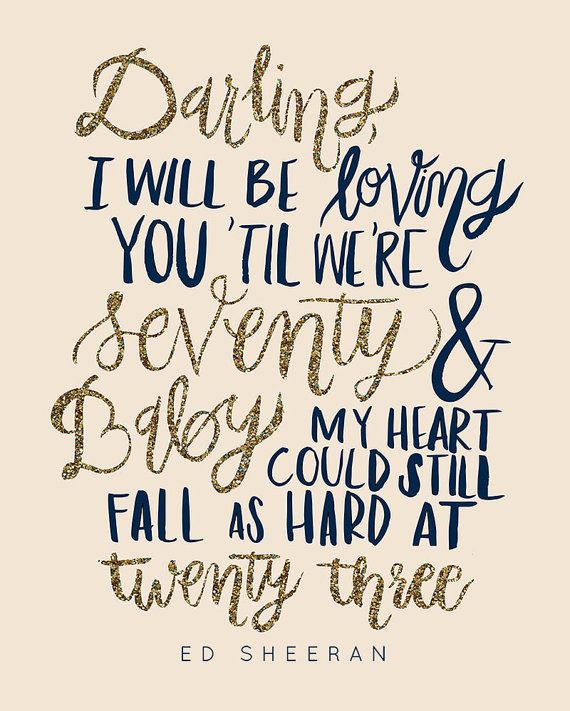 Darling,
I WILL BE loving
YOU 'TIL WE'RE
seventy &
Baby MY HEART
COULD STILL
FALL AS HARD AT
twenty three
ED SHEERAN